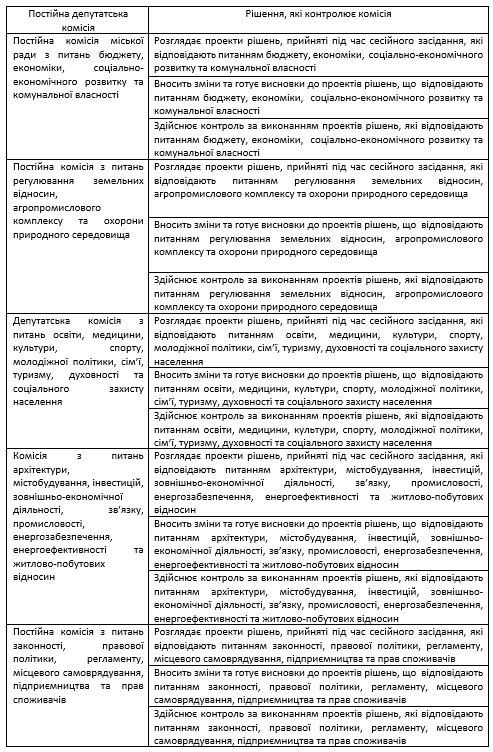 Постійна депутатська
комісія
Рішення, які контролює комісія
Постійна комісія міської
ради з питань бюджету,
економіки, соціально-
економічного розвитку та
комунальної власності
Розглядає проекти рішень, прийняті під час сесійного засідання, які
відповідають питанням бюджету, економіки, соціально-економічного
розвитку та комунальної власності
Вносить зміни та готує висновки до проектів рішень, що відповідають
питанням бюджету, економіки, соціально-економічного розвитку та
комунальної власності
Здійснює контроль за виконанням проектів рішень, які відповідають
питанням бюджету, економіки, соціально-економічного розвитку та
комунальної власності
Постійна комісія з питань
регулювання земельних
відносин,
агропромислового
комплексу та охорони
природного середовища
Розглядає проекти рішень, прийняті під час сесійного засідання, які
відповідають питанням регулювання земельних відносин,
агропромислового комплексу та охорони природного середовища
Вносить зміни та готує висновки до проектів рішень, що відповідають
питанням регулювання земельних відносин, агропромислового
комплексу та охорони природного середовища
Здійснює контроль за виконанням проектів рішень, які відповідають
питанням регулювання земельних відносин, агропромислового
комплексу та охорони природного середовища
Депутатська комісія з
питань освіти, медицини,
культури, спорту,
молодіжної політики, сім’ї,
туризму, духовності та
соціального захисту
населення
Розглядає проекти рішень, прийняті під час сесійного засідання, які
відповідають питанням освіти, медицини, культури, спорту,
молодіжної політики, сім’ї, туризму, духовності та соціального захисту
населення
Вносить зміни та готує висновки до проектів рішень, що відповідають
питанням освіти, медицини, культури, спорту, молодіжної політики,
сім’ї, туризму, духовності та соціального захисту населення
Здійснює контроль за виконанням проектів рішень, які відповідають
питанням освіти, медицини, культури, спорту, молодіжної політики,
сім’ї, туризму, духовності та соціального захисту населення
Комісія з питань
архітектури,
містобудування, інвестицій,
зовнішньо-економічної
діяльності, зв’язку,
промисловості,
енергозабезпечення,
енергоефективності та
житлово-побутових
відносин
Розглядає проекти рішень, прийняті під час сесійного засідання, які
відповідають питанням архітектури, містобудування, інвестицій,
зовнішньо-економічної діяльності, зв’язку, промисловості,
енергозабезпечення, енергоефективності та житлово-побутових
відносин
Вносить зміни та готує висновки до проектів рішень, що відповідають
питанням архітектури, містобудування, інвестицій, зовнішньо-
економічної діяльності, зв’язку, промисловості, енергозабезпечення,
енергоефективності та житлово-побутових відносин
Здійснює контроль за виконанням проектів рішень, які відповідають
питанням архітектури, містобудування, інвестицій, зовнішньо-
економічної діяльності, зв’язку, промисловості, енергозабезпечення,
енергоефективності та житлово-побутових відносин
Постійна комісія з питань
законності, правової
політики, регламенту,
місцевого самоврядування,
підприємництва та прав
споживачів
Розглядає проекти рішень, прийняті під час сесійного засідання, які
відповідають питанням законності, правової політики, регламенту,
місцевого самоврядування, підприємництва та прав споживачів
Вносить зміни та готує висновки до проектів рішень, що відповідають
питанням законності, правової політики, регламенту, місцевого
самоврядування, підприємництва та прав споживачів
Здійснює контроль за виконанням проектів рішень, які відповідають
питанням законності, правової політики, регламенту, місцевого
самоврядування, підприємництва та прав споживачів